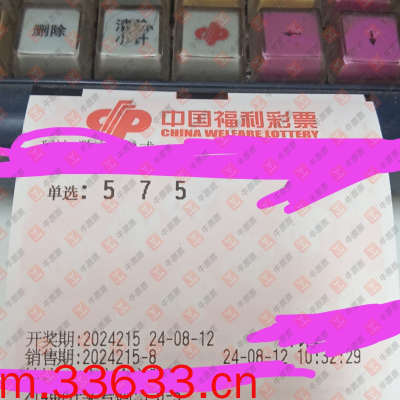 删除
中国福利彩票
CHINA WELFARE LOTTERY
单选: 5 7 5
开奖期:2024215 24-08-12
销售期:2024215-8 24-08-12 10:32:29
m.33633.cn